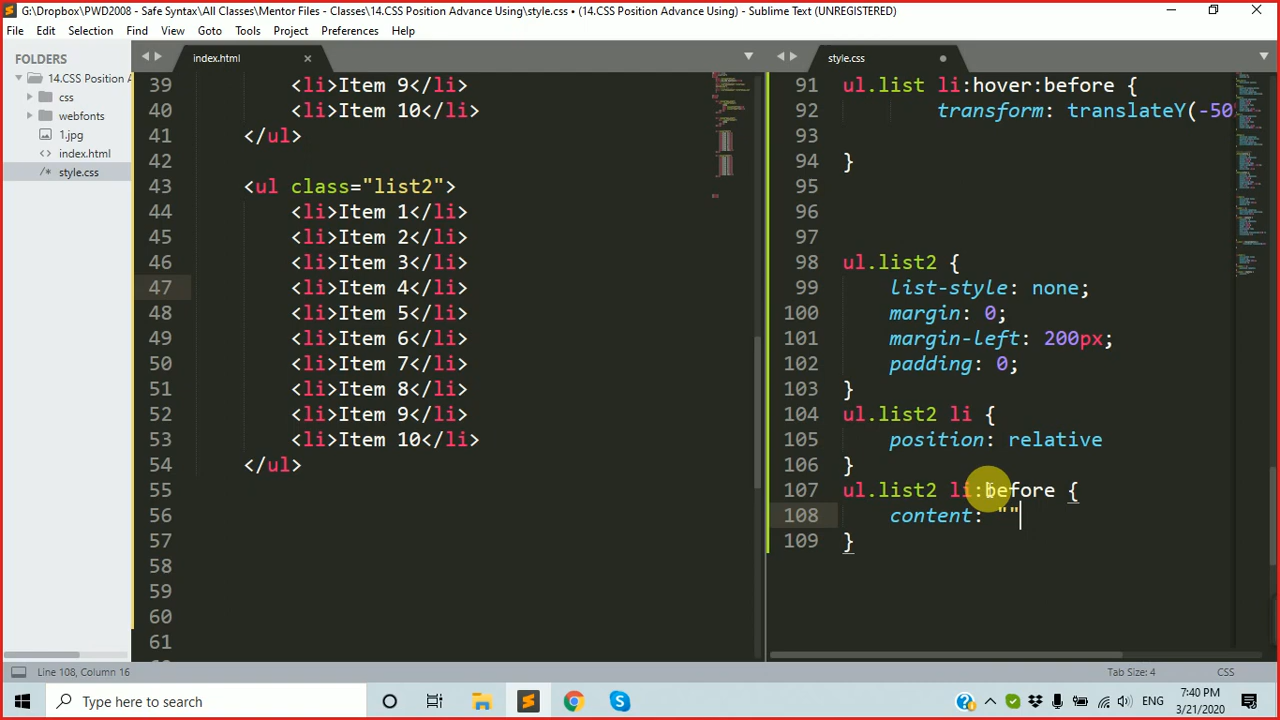 G:\Dropbox\PWD2008 - Safe Syntax\All Classes\Mentor Files - Classes\14.CSS Position Advance Using\style.css • (14.CSS Position Advance Using) - Sublime Text (UNREGISTERED)
File Edit Selection Find View Goto Tools Project Preferences Help
FOLDERS
14.CSS Position A
css
webfonts
1.jpg
index.html
style.css
index.html
39 <li>Item 9</li>
40 <li>Item 10</li>
41 </ul>
42
43 <ul class="list2">
44 <li>Item 1</li>
45 <li>Item 2</li>
46 <li>Item 3</li>
47 <li>Item 4</li>
48 <li>Item 5</li>
49 <li>Item 6</li>
50 <li>Item 7</li>
51 <li>Item 8</li>
52 <li>Item 9</li>
53 <li>Item 10</li>
54 </ul>
55
56
57
58
59
60
61
style.css
91 ul.list li:hover:before {
92 transform: translateY(-50
93
94 }
95
96
97
98 ul.list2 {
99 list-style: none;
100 margin: 0;
101 margin-left: 200px;
102 padding: 0;
103 }
104 ul.list2 li {
105 position: relative
106 }
107 ul.list2 li:before {
108 content: ""
109 }
Line 108, Column 16 Tab Size: 4 CSS
Type here to search ENG 7:40 PM
3/21/2020